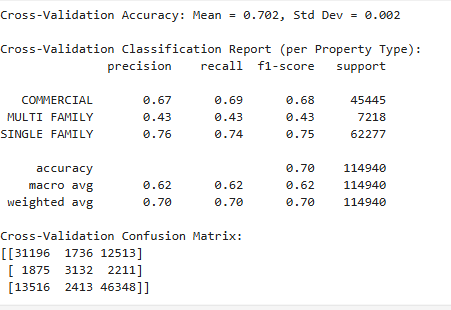 Cross-Validation Accuracy: Mean = 0.702, Std Dev = 0.002
Cross-Validation Classification Report (per Property Type):
precision recall f1-score support
COMMERCIAL 0.67 0.69 0.68 45445
MULTI FAMILY 0.43 0.43 0.43 7218
SINGLE FAMILY 0.76 0.74 0.75 62277
accuracy 0.70 114940
macro avg 0.62 0.62 0.62 114940
weighted avg 0.70 0.70 0.70 114940
Cross-Validation Confusion Matrix:
[[31196 1736 12513]
[ 1875 3132 2211]
[13516 2413 46348]]